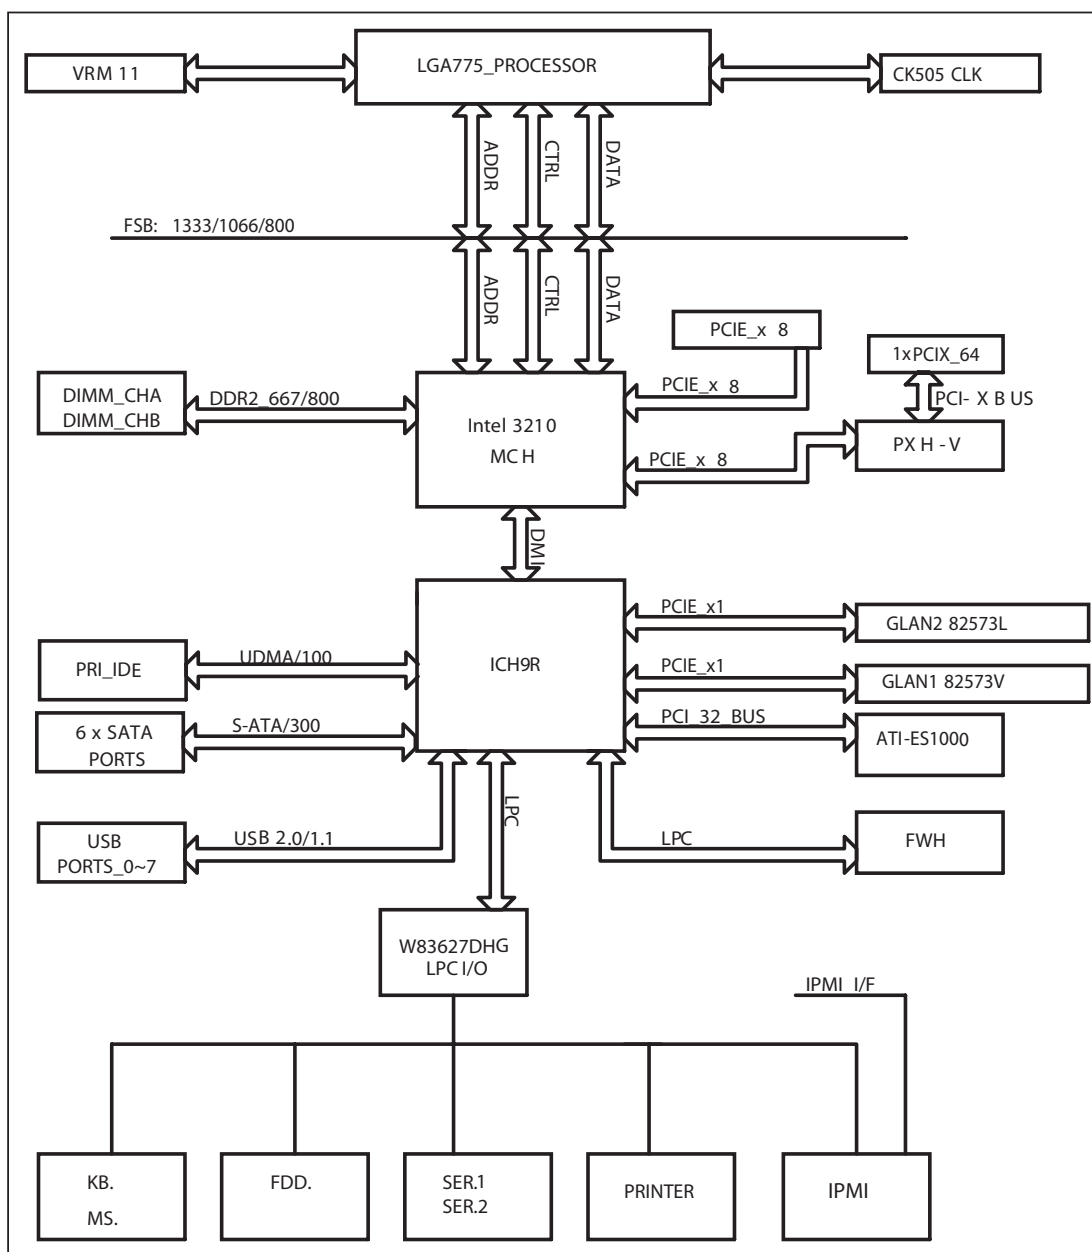 VRM 11
LGA775_PROCESSOR
CK505 CLK
ADDR
CTRL
DATA
FSB: 1333/1066/800
ADDR
CTRL
DATA
PCIE_x 8
1xPCIX_64
PCI- X B US
DIMM_CHA
DIMM_CHB
DDR2_667/800
Intel 3210
MC H
PCIE_x 8
PCIE_x 8
PX H - V
DMI
ICH9R
PCIE_x1
GLAN2 82573L
PRI_IDE
UDMA/100
PCIE_x1
GLAN1 82573V
6 x SATA
PORTS
S-ATA/300
PCI_32_BUS
ATI-ES1000
USB
PORTS_0~7
USB 2.0/1.1
LPC
LPC
FWH
W83627DHG
LPC I/O
IPMI I/F
KB.
MS.
FDD.
SER.1
SER.2
PRINTER
IPMI